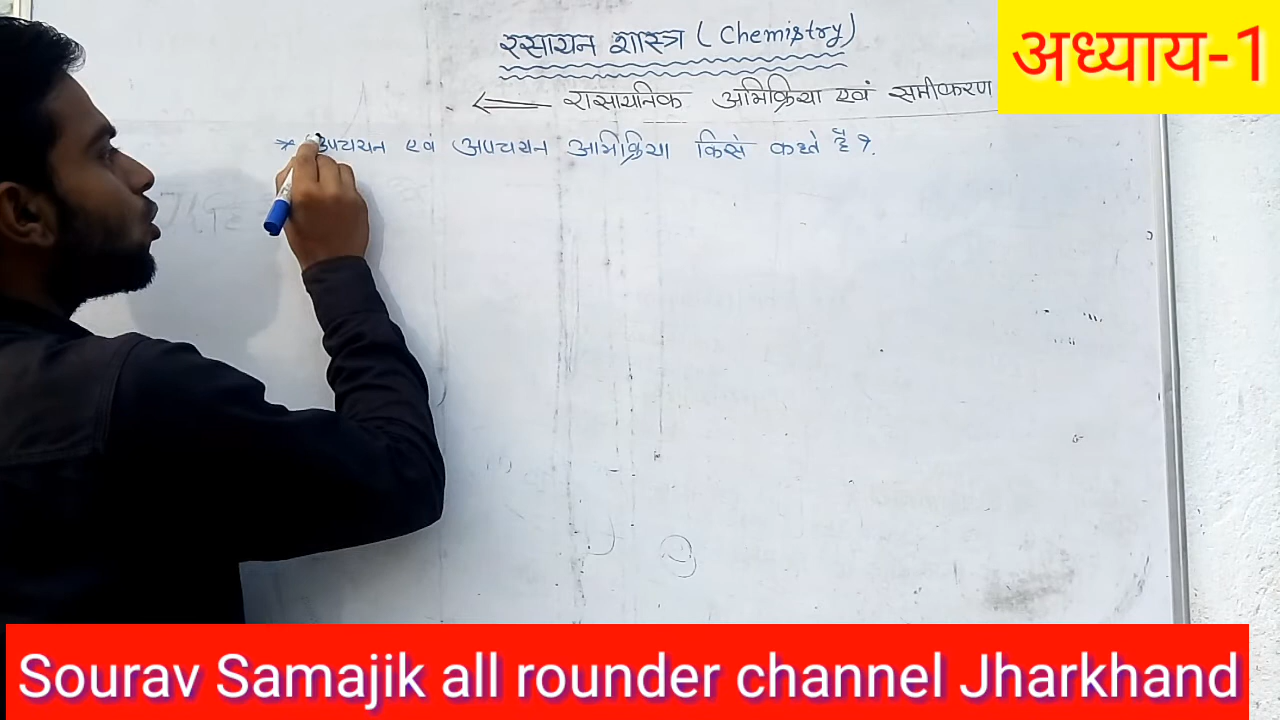 रसायन शास्त्र ( Chemistry )
अध्याय-1
रासायनिक अभिक्रिया एवं समीकरण
* उपचयन एवं अपचयन अभिक्रिया किसे कहते हैं ?.
Sourav Samajik all rounder channel Jharkhand